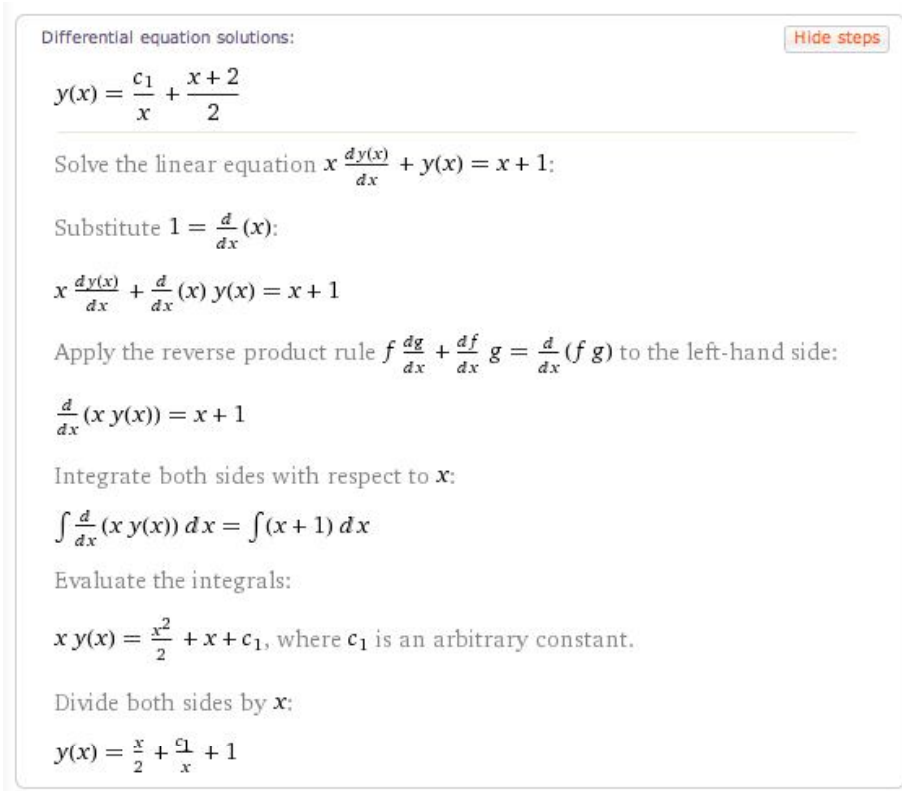 Differential equation solutions:
Hide steps
y(x) = c₁/x + (x + 2)/2
Solve the linear equation x dy(x)/dx + y(x) = x + 1:
Substitute 1 = d/dx (x):
x dy(x)/dx + d/dx (x) y(x) = x + 1
Apply the reverse product rule f dg/dx + df/dx g = d/dx (f g) to the left-hand side:
d/dx (x y(x)) = x + 1
Integrate both sides with respect to x:
∫ d/dx (x y(x)) dx = ∫(x + 1) dx
Evaluate the integrals:
x y(x) = x²/2 + x + c₁, where c₁ is an arbitrary constant.
Divide both sides by x:
y(x) = x/2 + c₁/x + 1